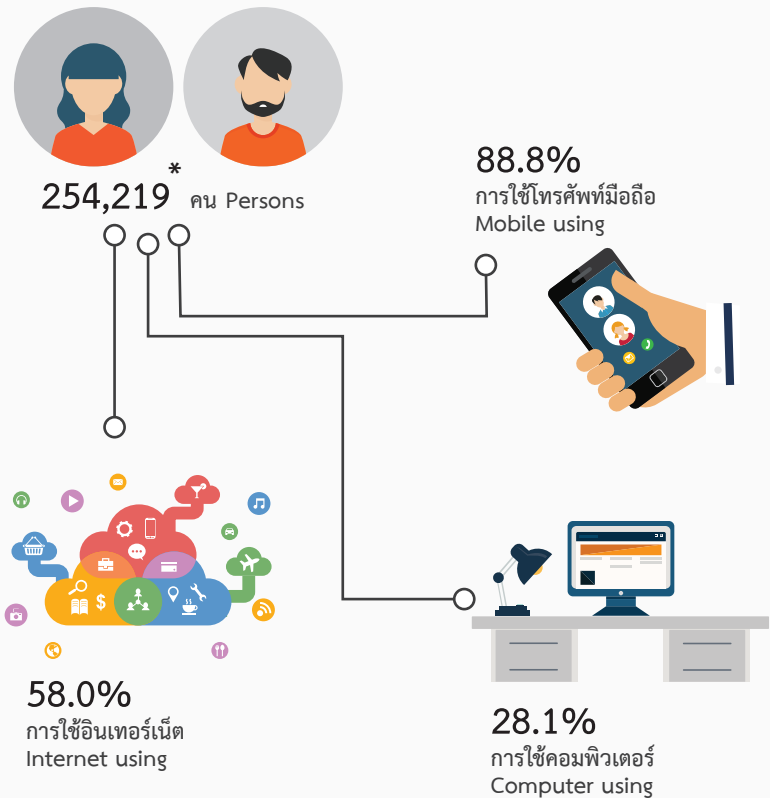 254,219* คน Persons
88.8%
การใช้โทรศัพท์มือถือ
Mobile using
58.0%
การใช้อินเทอร์เน็ต
Internet using
28.1%
การใช้คอมพิวเตอร์
Computer using